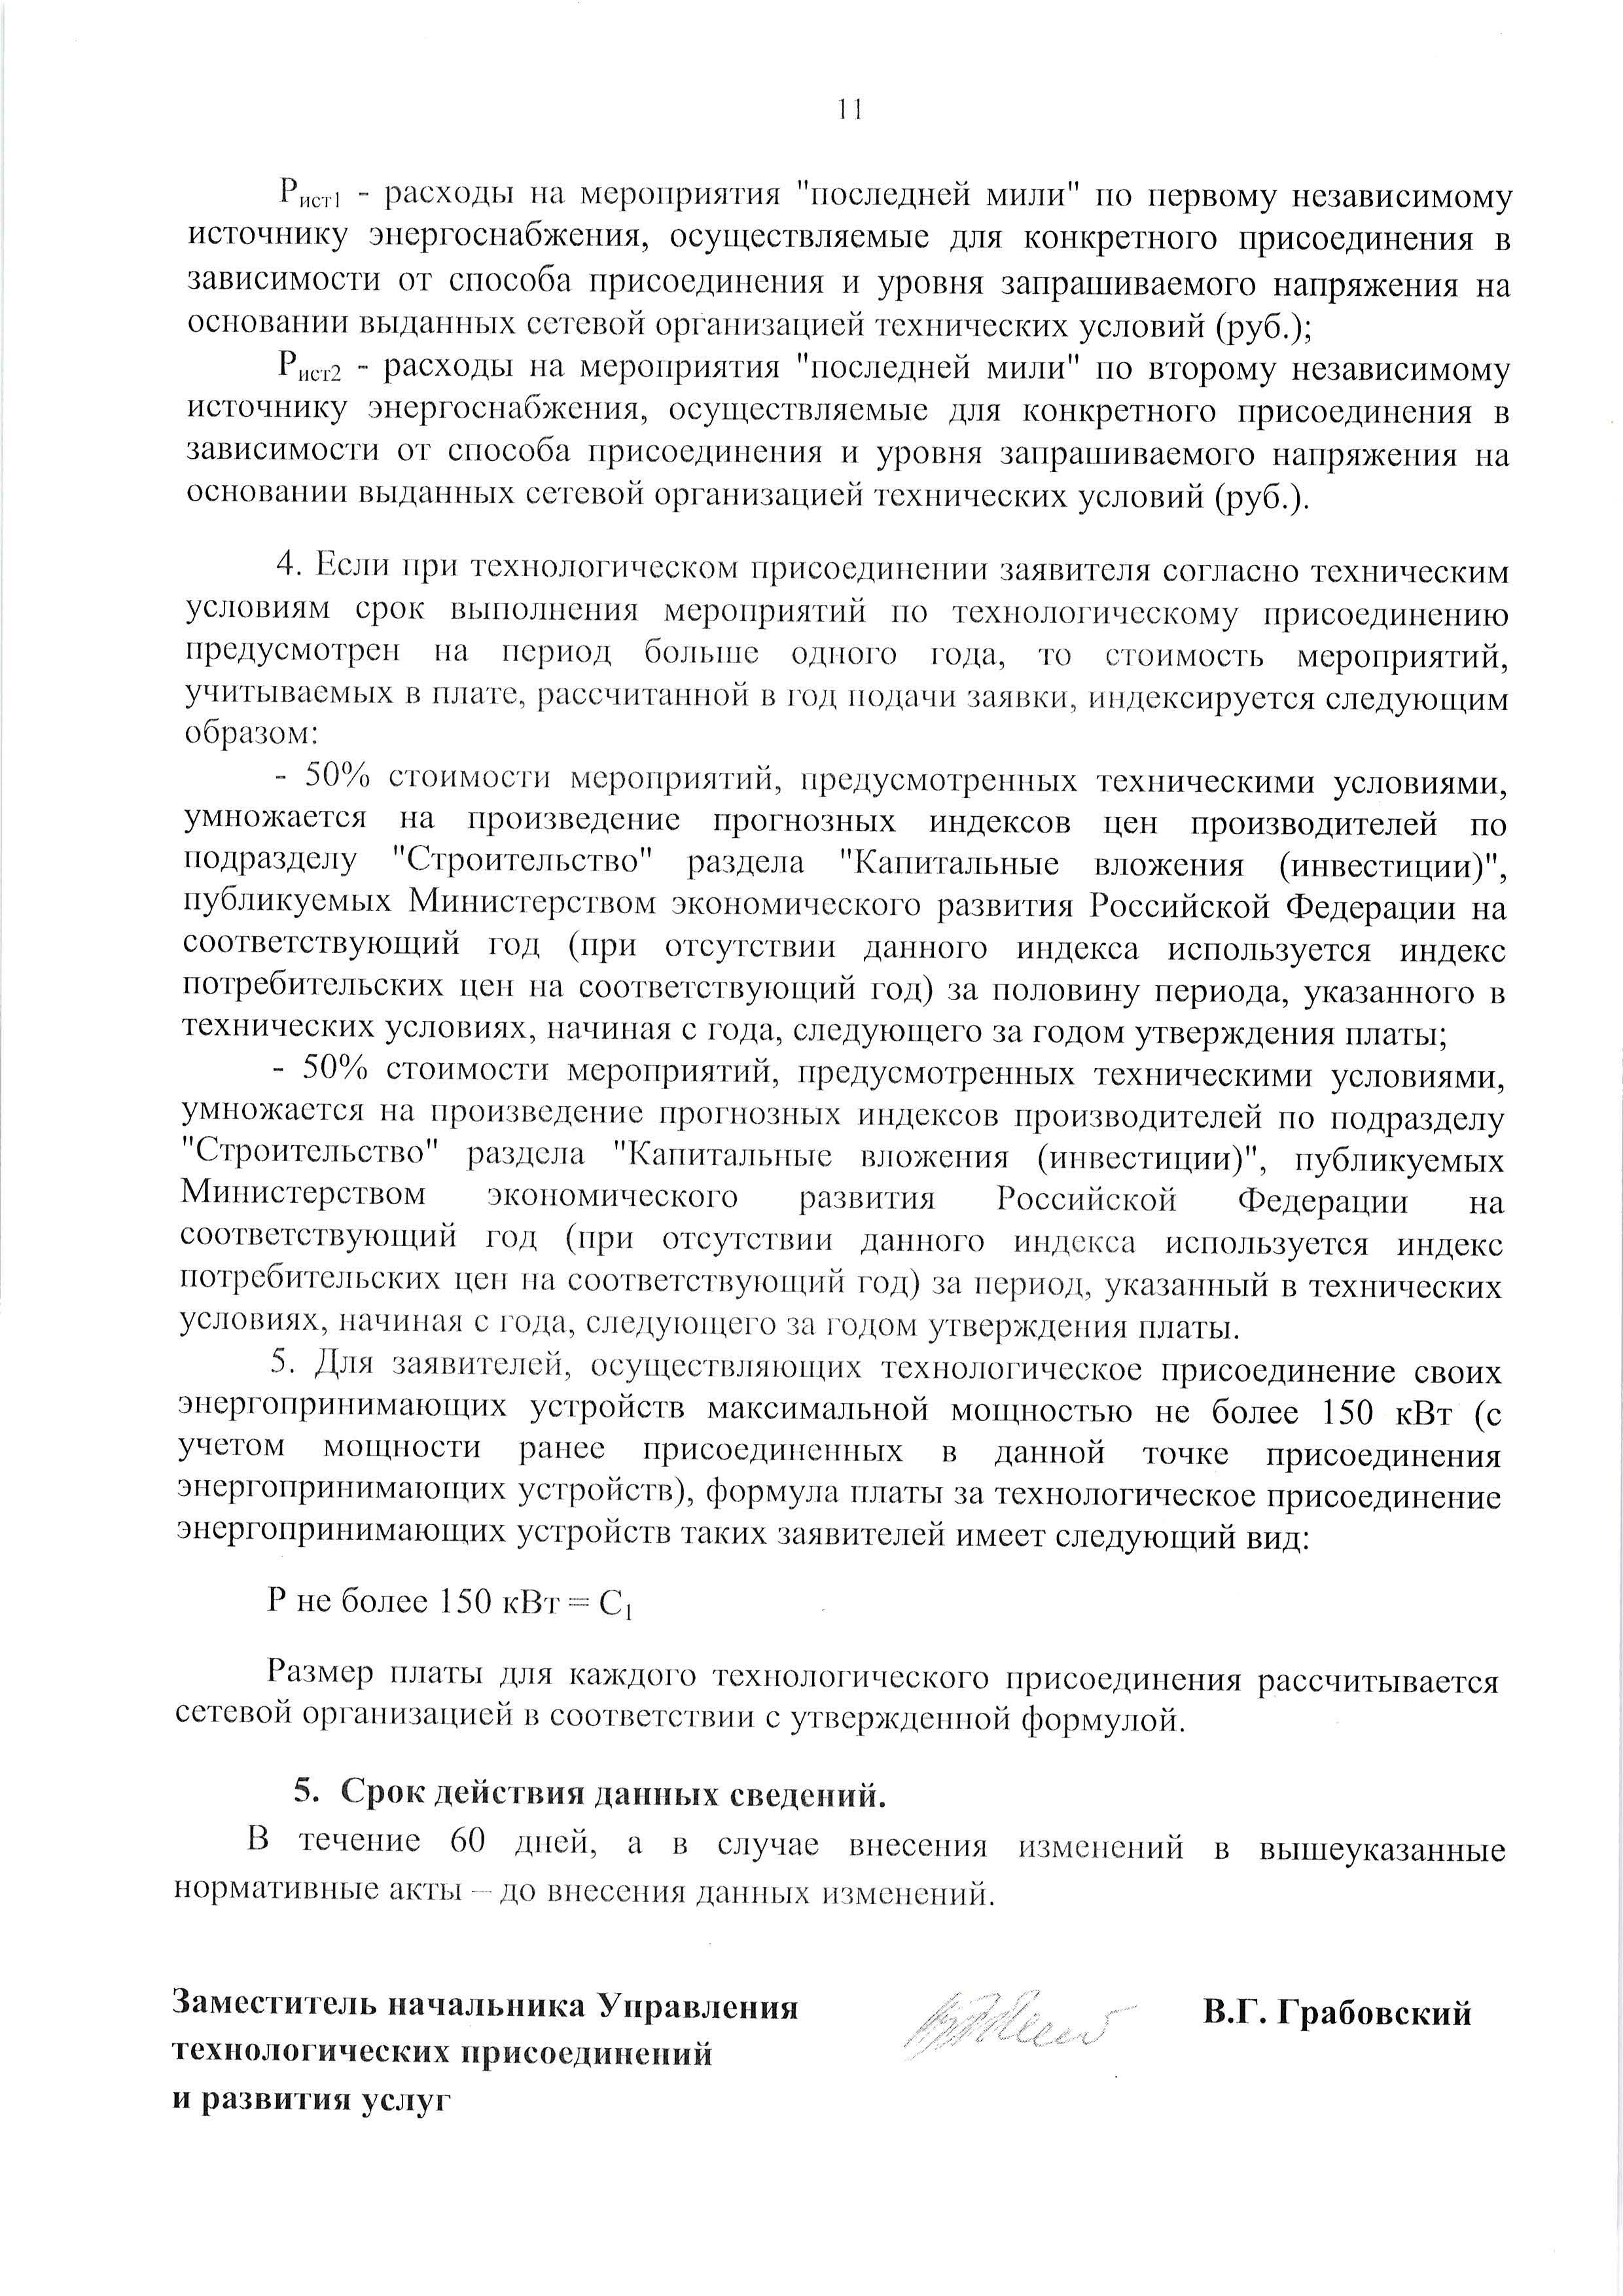 11
Рист1 - расходы на мероприятия "последней мили" по первому независимому
источнику энергоснабжения, осуществляемые для конкретного присоединения в
зависимости от способа присоединения и уровня запрашиваемого напряжения на
основании выданных сетевой организацией технических условий (руб.);
Рист2 - расходы на мероприятия "последней мили" по второму независимому
источнику энергоснабжения, осуществляемые для конкретного присоединения в
зависимости от способа присоединения и уровня запрашиваемого напряжения на
основании выданных сетевой организацией технических условий (руб.).
4. Если при технологическом присоединении заявителя согласно техническим
условиям срок выполнения мероприятий по технологическому присоединению
предусмотрен на период больше одного года, то стоимость мероприятий,
учитываемых в плате, рассчитанной в год подачи заявки, индексируется следующим
образом:
- 50% стоимости мероприятий, предусмотренных техническими условиями,
умножается на произведение прогнозных индексов цен производителей по
подразделу "Строительство" раздела "Капитальные вложения (инвестиции)",
публикуемых Министерством экономического развития Российской Федерации на
соответствующий год (при отсутствии данного индекса используется индекс
потребительских цен на соответствующий год) за половину периода, указанного в
технических условиях, начиная с года, следующего за годом утверждения платы;
- 50% стоимости мероприятий, предусмотренных техническими условиями,
умножается на произведение прогнозных индексов производителей по подразделу
"Строительство" раздела "Капитальные вложения (инвестиции)", публикуемых
Министерством экономического развития Российской Федерации на
соответствующий год (при отсутствии данного индекса используется индекс
потребительских цен на соответствующий год) за период, указанный в технических
условиях, начиная с года, следующего за годом утверждения платы.
5. Для заявителей, осуществляющих технологическое присоединение своих
энергопринимающих устройств максимальной мощностью не более 150 кВт (с
учетом мощности ранее присоединенных в данной точке присоединения
энергопринимающих устройств), формула платы за технологическое присоединение
энергопринимающих устройств таких заявителей имеет следующий вид:
Р не более 150 кВт = С1
Размер платы для каждого технологического присоединения рассчитывается
сетевой организацией в соответствии с утвержденной формулой.
5. Срок действия данных сведений.
В течение 60 дней, а в случае внесения изменений в вышеуказанные
нормативные акты – до внесения данных изменений.
Заместитель начальника Управления
технологических присоединений
и развития услуг
В.Г. Грабовский